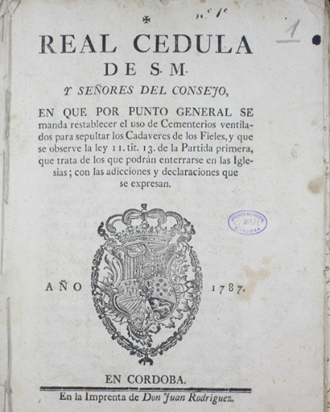 ✠
n.º 1º
1
REAL CEDULA
DE S. M.
Y SEÑORES DEL CONSEJO,
EN QUE POR PUNTO GENERAL SE
manda restablecer el uso de Cementerios ventila-
dos para sepultar los Cadaveres de los Fieles, y que
se observe la ley 11. tit. 13. de la Partida primera,
que trata de los que podrán enterrarse en las Igle-
sias; con las adicciones y declaraciones que
se expresan.
AÑO 1787.
EN CORDOBA.
En la Imprenta de Don Juan Rodriguez.